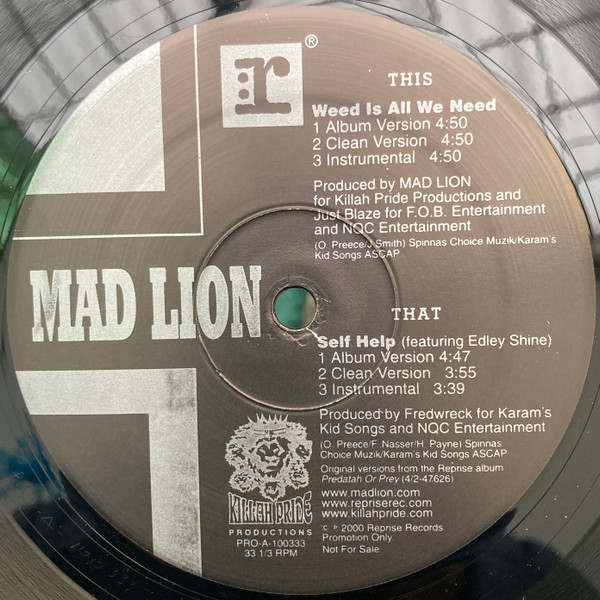 r ®
THIS
Weed Is All We Need
1 Album Version 4:50
2 Clean Version 4:50
3 Instrumental 4:50
Produced by MAD LION
for Killah Pride Productions and
Just Blaze for F.O.B. Entertainment
and NQC Entertainment
(O. Preece/J.Smith) Spinnas Choice Muzik/Karam's
Kid Songs ASCAP
MAD LION
THAT
Self Help (featuring Edley Shine)
1 Album Version 4:47
2 Clean Version 3:55
3 Instrumental 3:39
Produced by Fredwreck for Karam's
Kid Songs and NQC Entertainment
(O. Preece/F. Nasser/H. Payne) Spinnas
Choice Muzik/Karam's Kid Songs ASCAP
Original versions from the Reprise album
Predatah Or Prey (4/2-47626)
www.madlion.com
www.repriserec.com
www.killahpride.com
© ℗ 2000 Reprise Records
Promotion Only
Not For Sale
KILLAH PRIDE
PRODUCTIONS
PRO-A-100333
33 1/3 RPM